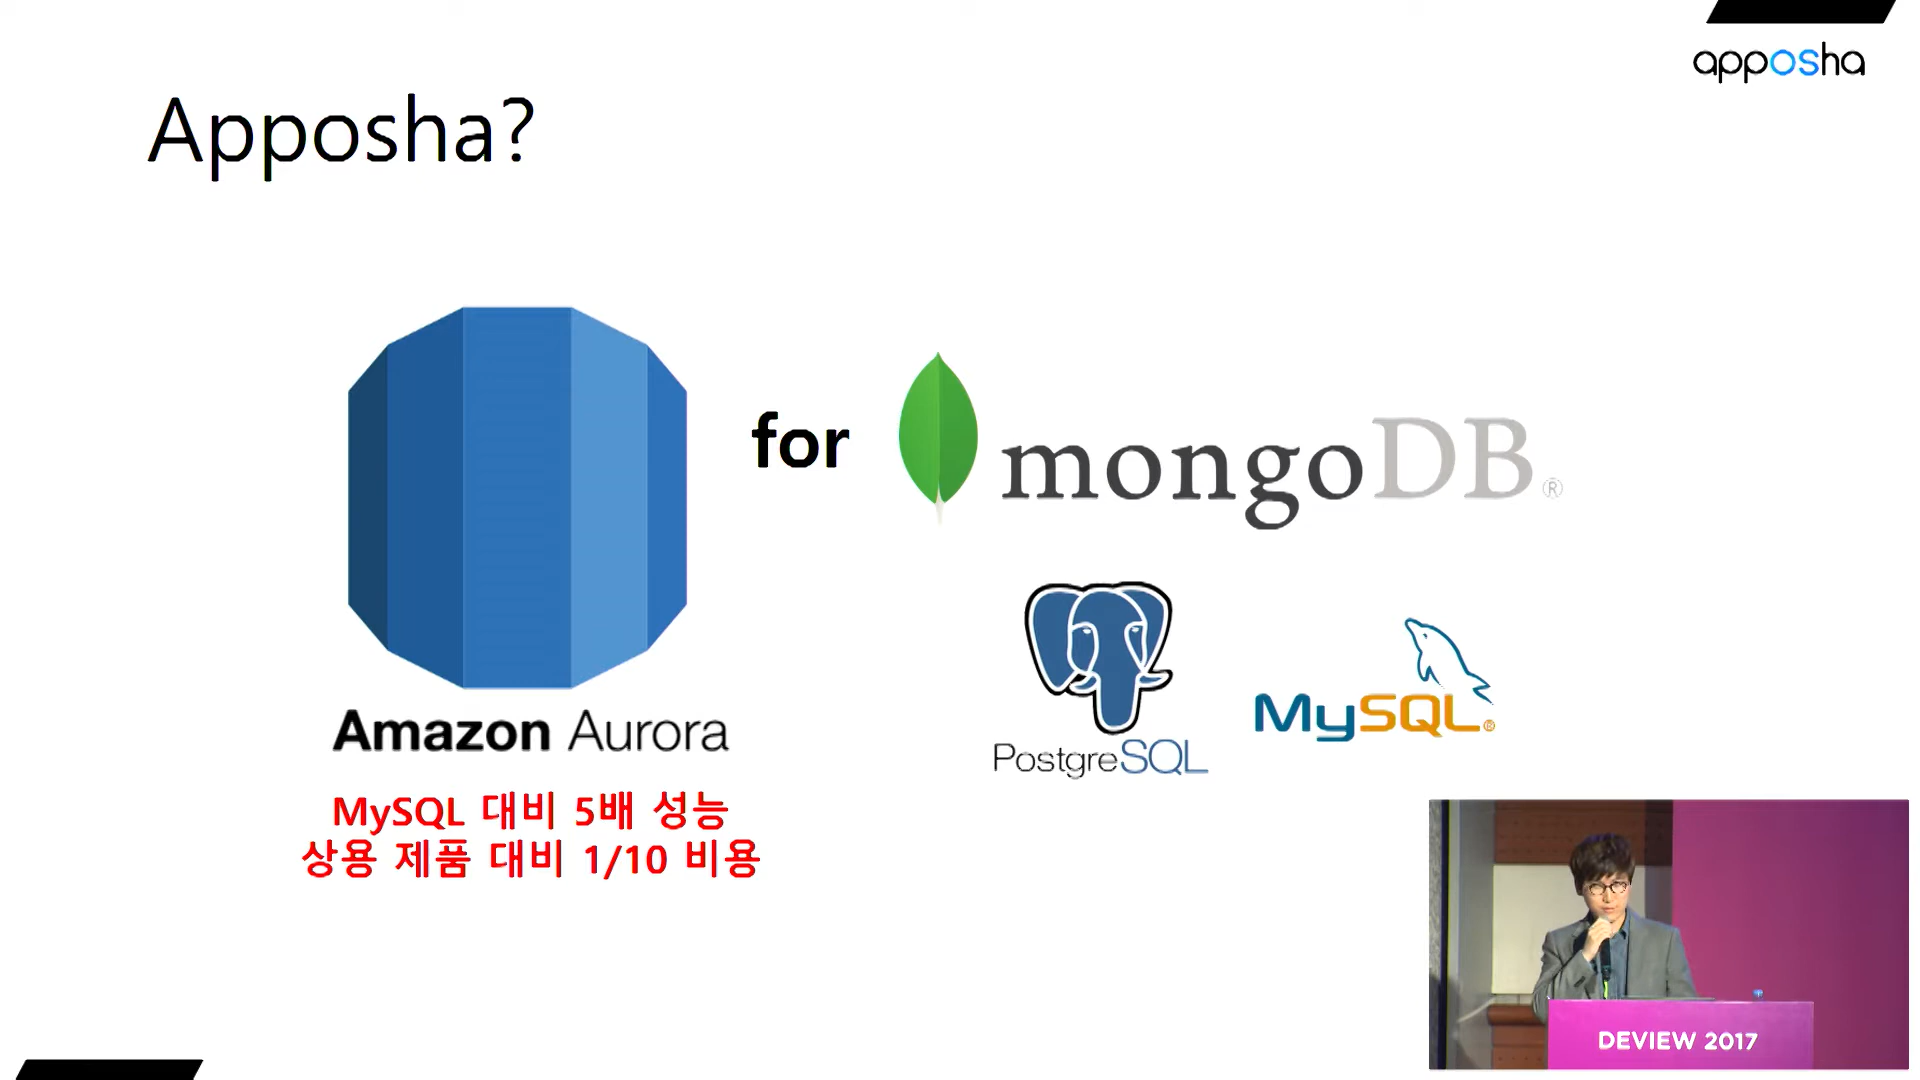 apposha
Apposha?
for
mongoDB®
PostgreSQL
MySQL®
Amazon Aurora
MySQL 대비 5배 성능
상용 제품 대비 1/10 비용
DEVIEW 2017